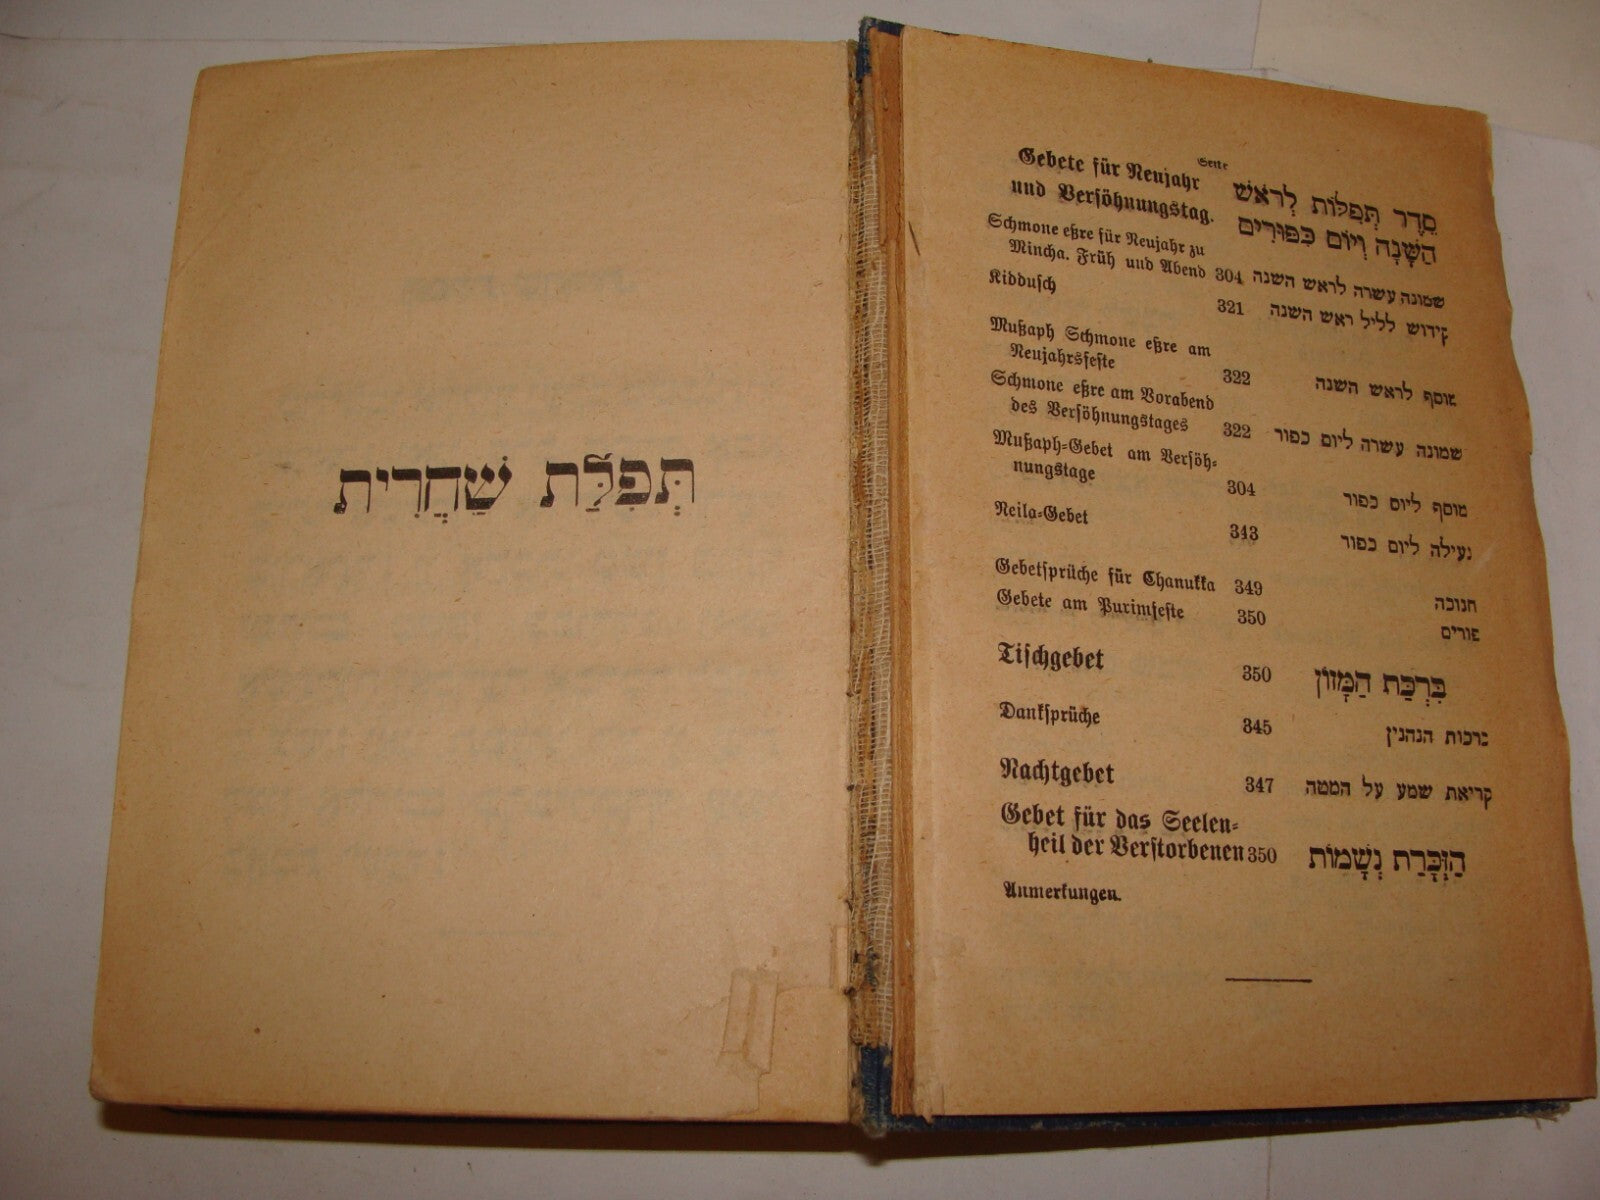 Seite
Gebete für Neujahr סֵדֶר תְּפִלּוֹת לְרֹאשׁ
und Versöhnungstag. הַשָּׁנָה וְיוֹם כִּפּוּרִים
Schmone eßre für Neujahr zu
Mincha. Früh und Abend 304 שמונה עשרה לראש השנה
Kiddusch 321 קידוש לליל ראש השנה
Mußaph Schmone eßre am
Neujahrsfeste 322 מוסף לראש השנה
Schmone eßre am Vorabend
des Versöhnungstages 322 שמונה עשרה ליום כפור
Mußaph-Gebet am Versöh-
nungstage 304 מוסף ליום כפור
Neila-Gebet 343 נעילה ליום כפור
Gebetsprüche für Chanukka 349 חנוכה
Gebete am Purimfeste 350 פורים
Tischgebet 350 בִּרְכַּת הַמָּזוֹן
Danksprüche 345 ברכות הנהנין
Nachtgebet 347 קריאת שמע על המטה
Gebet für das Seelen-
heil der Verstorbenen 350 הַזְכָּרַת נְשָׁמוֹת
Anmerkungen.
תְּפִלַּת שַׁחֲרִית